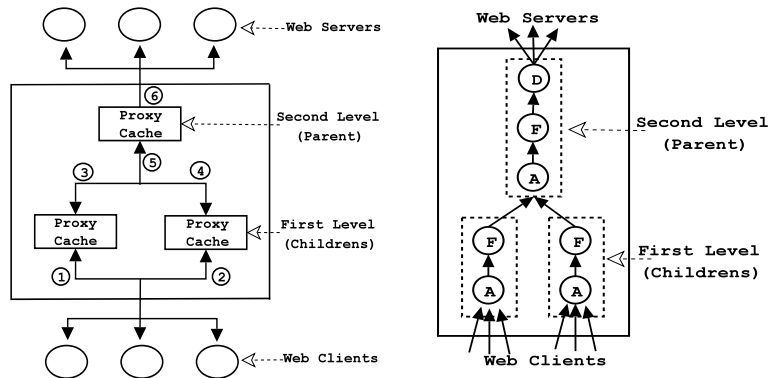 Web Servers
6
Proxy
Cache
Second Level
(Parent)
5
3
4
Proxy
Cache
Proxy
Cache
First Level
(Childrens)
1
2
Web Clients
Web Servers
D
F
A
Second Level
(Parent)
F
F
A
A
First Level
(Childrens)
Web Clients